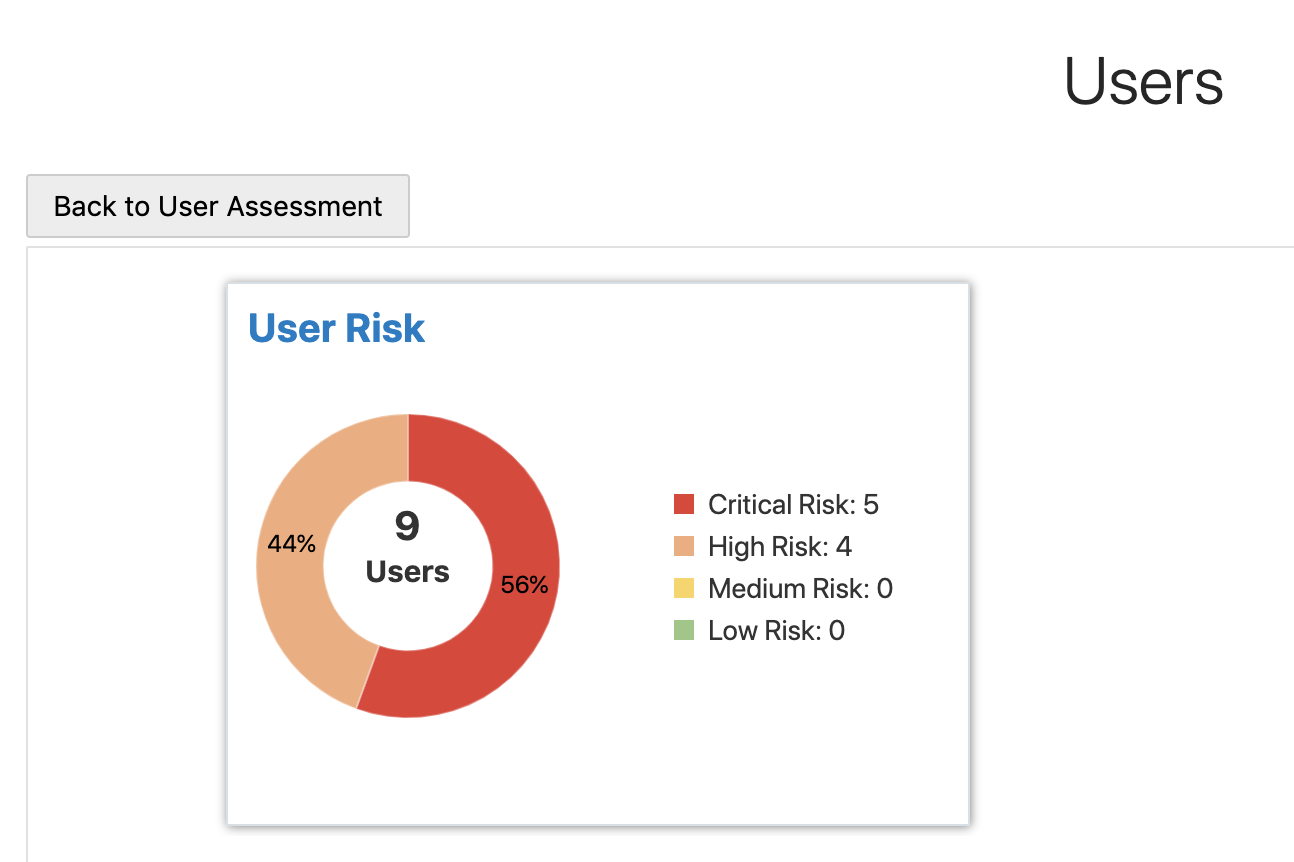 Users
Back to User Assessment
User Risk
9
Users
44%
56%
Critical Risk: 5
High Risk: 4
Medium Risk: 0
Low Risk: 0